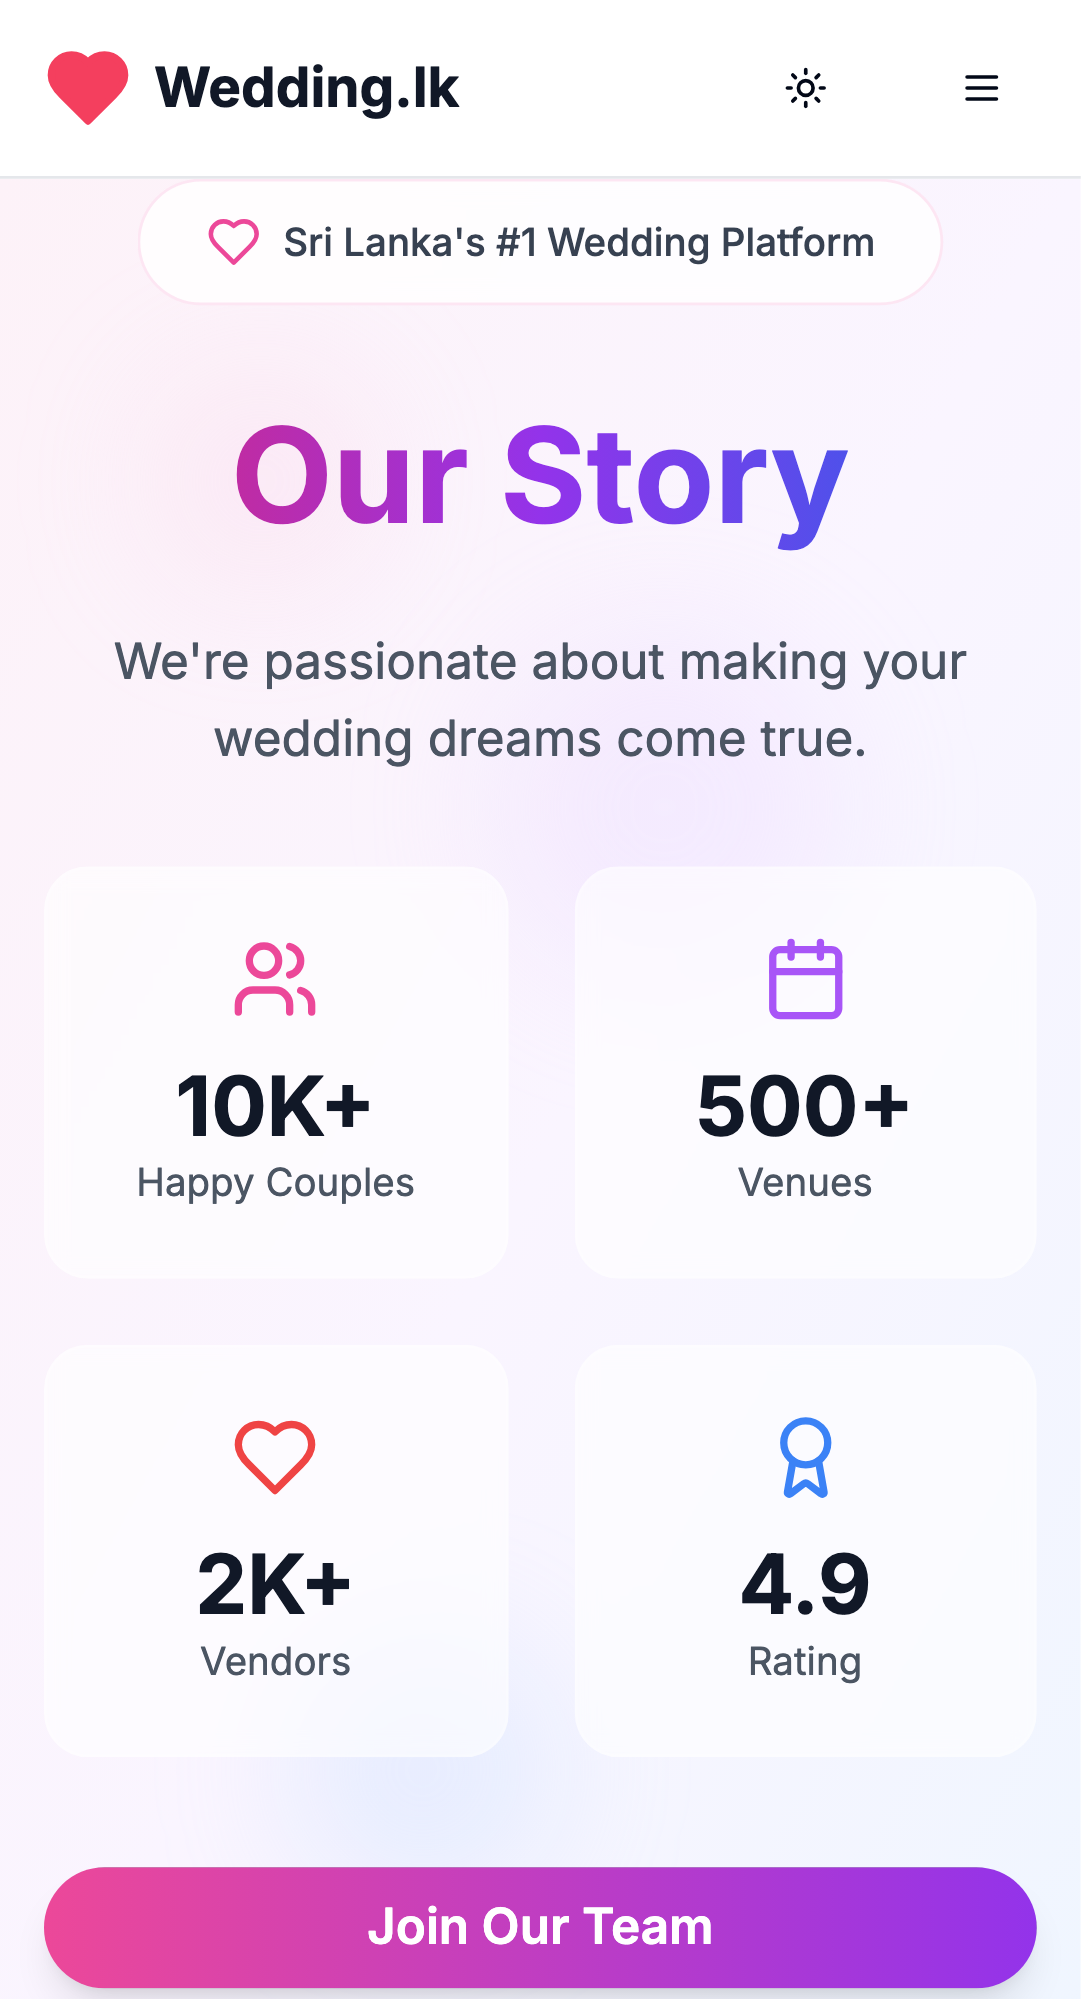 Wedding.lk
Sri Lanka's #1 Wedding Platform
Our Story
We're passionate about making your
wedding dreams come true.
10K+
Happy Couples
500+
Venues
2K+
Vendors
4.9
Rating
Join Our Team